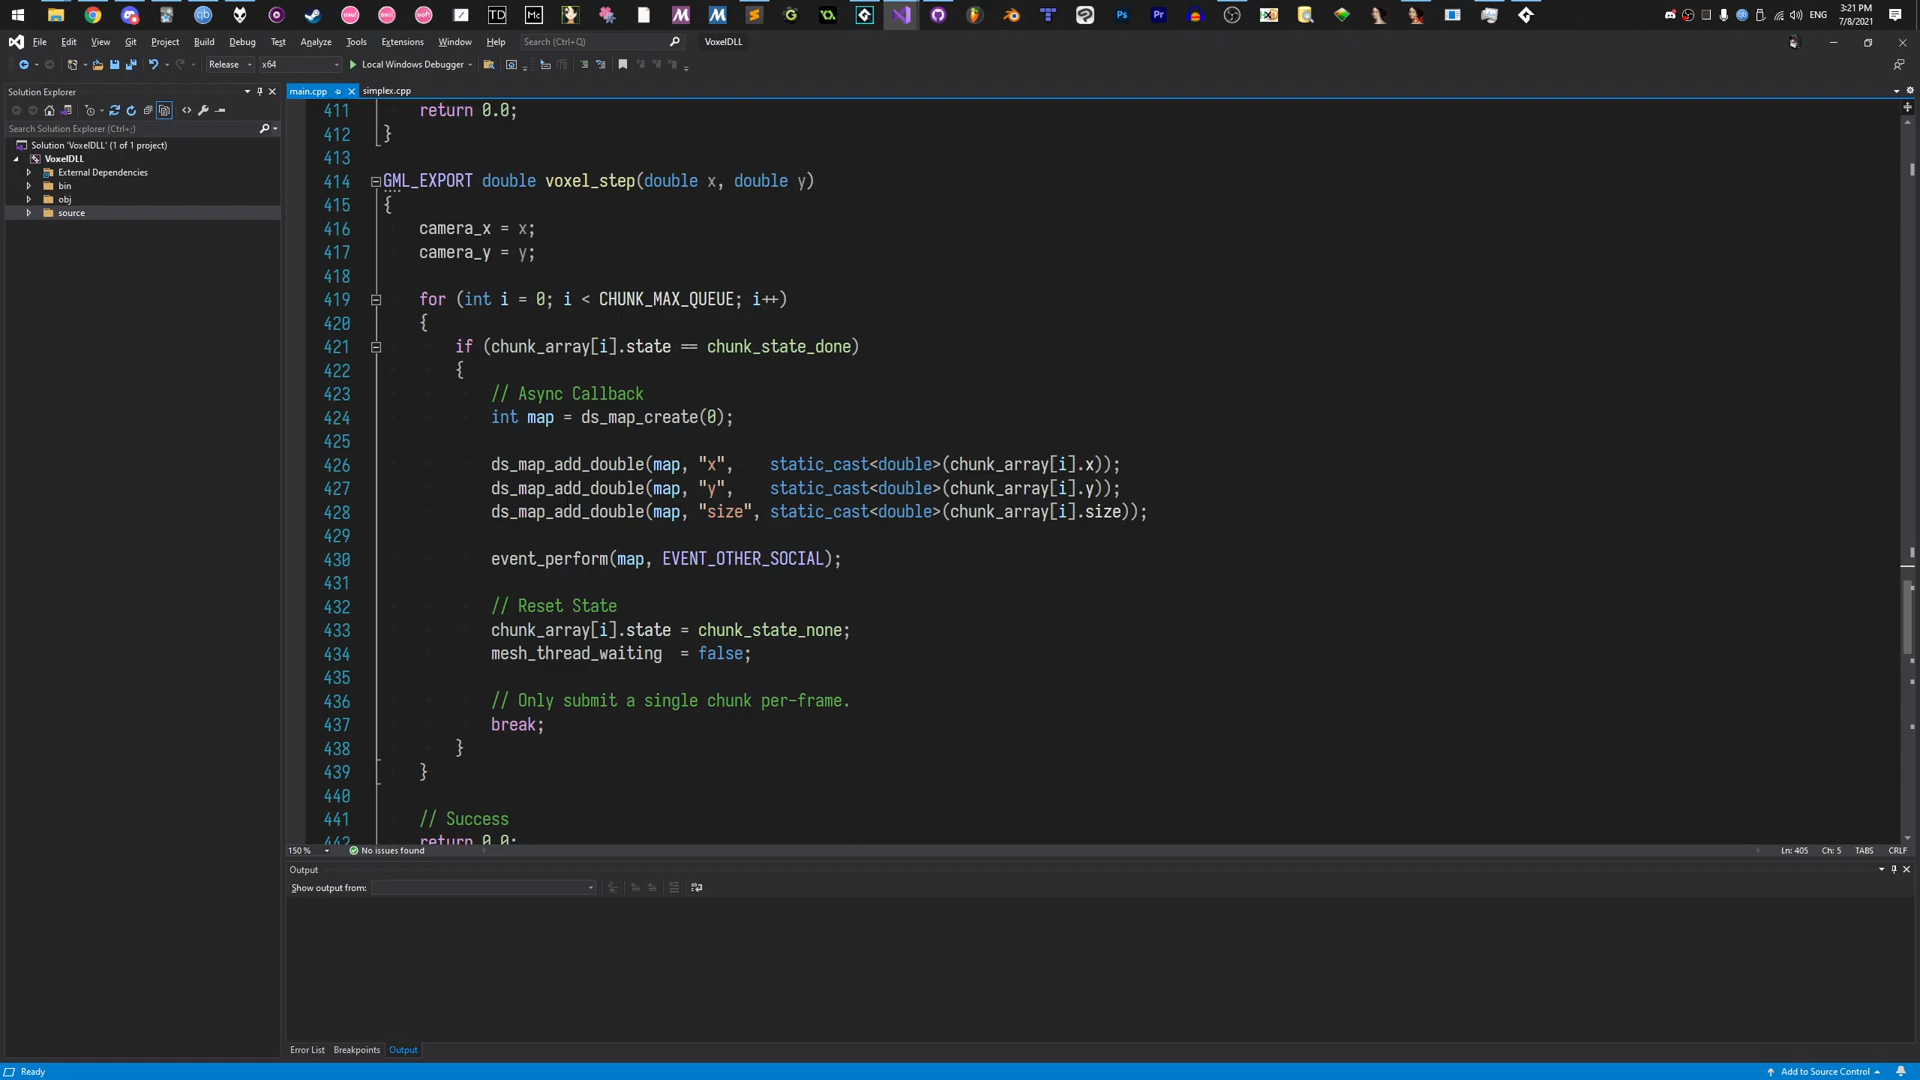 TD
Mc
Ps
Pr
ENG
3:21 PM
7/8/2021
File Edit View Git Project Build Debug Test Analyze Tools Extensions Window Help Search (Ctrl+Q) VoxelDLL
Release x64 Local Windows Debugger
Solution Explorer
main.cpp simplex.cpp
Search Solution Explorer (Ctrl+;)
Solution 'VoxelDLL' (1 of 1 project)
VoxelDLL
External Dependencies
bin
obj
source
411 return 0.0;
412 }
413
414 GML_EXPORT double voxel_step(double x, double y)
415 {
416 camera_x = x;
417 camera_y = y;
418
419 for (int i = 0; i < CHUNK_MAX_QUEUE; i++)
420 {
421 if (chunk_array[i].state == chunk_state_done)
422 {
423 // Async Callback
424 int map = ds_map_create(0);
425
426 ds_map_add_double(map, "x", static_cast<double>(chunk_array[i].x));
427 ds_map_add_double(map, "y", static_cast<double>(chunk_array[i].y));
428 ds_map_add_double(map, "size", static_cast<double>(chunk_array[i].size));
429
430 event_perform(map, EVENT_OTHER_SOCIAL);
431
432 // Reset State
433 chunk_array[i].state = chunk_state_none;
434 mesh_thread_waiting = false;
435
436 // Only submit a single chunk per-frame.
437 break;
438 }
439 }
440
441 // Success
442 return 0.0;
150 % No issues found Ln: 405 Ch: 5 TABS CRLF
Output
Show output from:
Error List Breakpoints Output
Ready Add to Source Control